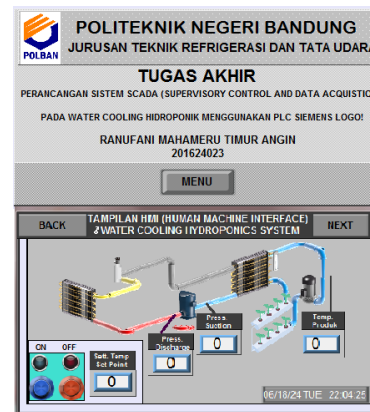 POLITEKNIK NEGERI BANDUNG
POLBAN
JURUSAN TEKNIK REFRIGERASI DAN TATA UDARA
TUGAS AKHIR
PERANCANGAN SISTEM SCADA (SUPERVISORY CONTROL AND DATA ACQUISITIO
PADA WATER COOLING HIDROPONIK MENGGUNAKAN PLC SIEMENS LOGO!
RANUFANI MAHAMERU TIMUR ANGIN
201624023
MENU
BACK
TAMPILAN HMI (HUMAN MACHINE INTERFACE)
WATER COOLING HYDROPONICS SYSTEM
NEXT
Press.
Suction
0
Temp.
Produk
0
Press.
Discharge
0
ON OFF
Sett. Temp
Set Point
0
06/18/24 TUE 22:04:25